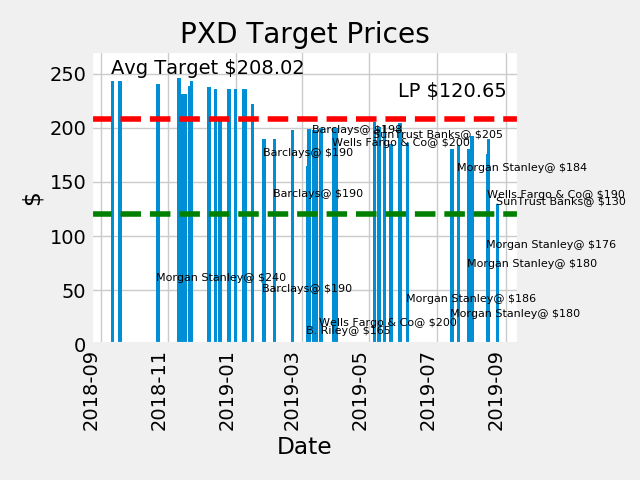 PXD Target Prices
Avg Target $208.02
LP $120.65
Barclays@ $198
SunTrust Banks@ $205
Wells Fargo & Co@ $200
Barclays@ $190
Morgan Stanley@ $184
Barclays@ $190
Wells Fargo & Co@ $190
SunTrust Banks@ $130
Morgan Stanley@ $176
Morgan Stanley@ $180
Morgan Stanley@ $240
Barclays@ $190
Morgan Stanley@ $186
Morgan Stanley@ $180
Wells Fargo & Co@ $200
B. Riley@ $165
250
200
150
100
50
0
$
2018-09
2018-11
2019-01
2019-03
2019-05
2019-07
2019-09
Date